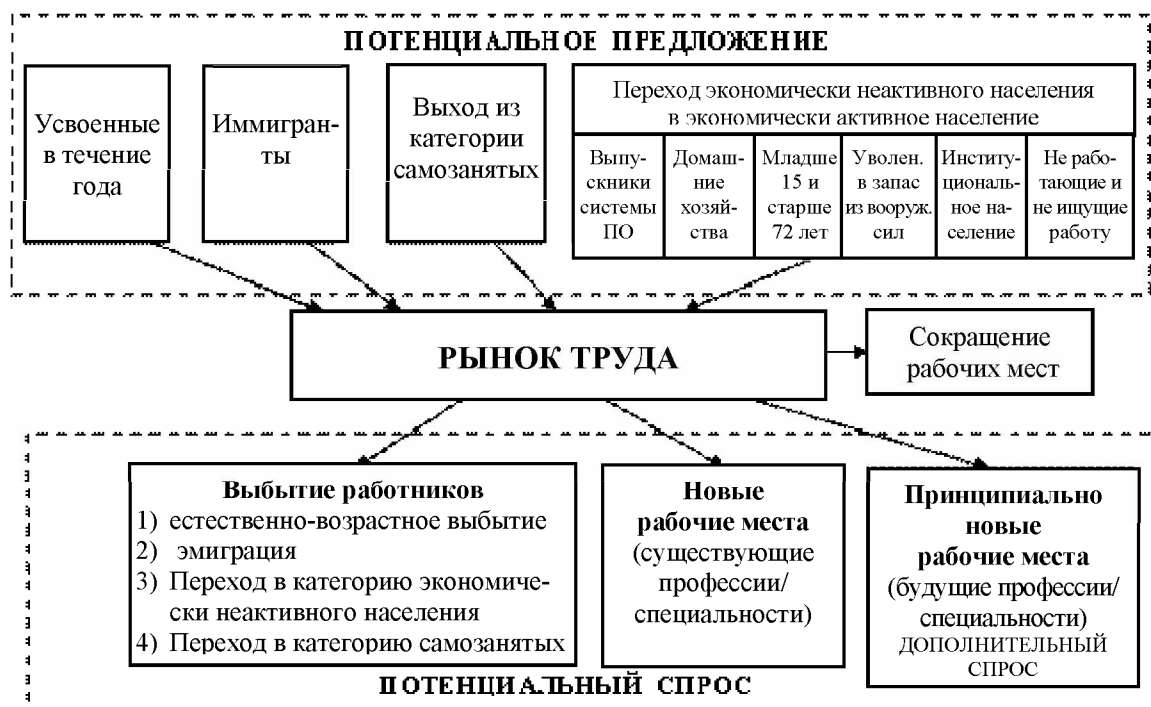 ПОТЕНЦИАЛЬНОЕ ПРЕДЛОЖЕНИЕ
Усвоенные
в течение
года
Иммигран-
ты
Выход из
категории
самозанятых
Переход экономически неактивного населения
в экономически активное население
Выпу-
скники
системы
ПО
Домаш-
ние
хозяй-
ства
Младше
15 и
старше
72 лет
Уволен.
в запас
из вооруж.
сил
Институ-
циональ-
ное на-
селение
Не рабо-
тающие и
не ищущие
работу
РЫНОК ТРУДА
Сокращение
рабочих мест
Выбытие работников
1) естественно-возрастное выбытие
2) эмиграция
3) Переход в категорию экономиче-
ски неактивного населения
4) Переход в категорию самозанятых
Новые
рабочие места
(существующие
профессии/
специальности)
Принципиально
новые
рабочие места
(будущие профессии/
специальности)
ДОПОЛНИТЕЛЬНЫЙ
СПРОС
ПОТЕНЦИАЛЬНЫЙ СПРОС